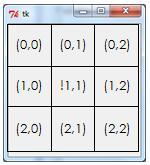 tk
(0,0) (0,1) (0,2)
(1,0) !1,1) (1,2)
(2,0) (2,1) (2,2)